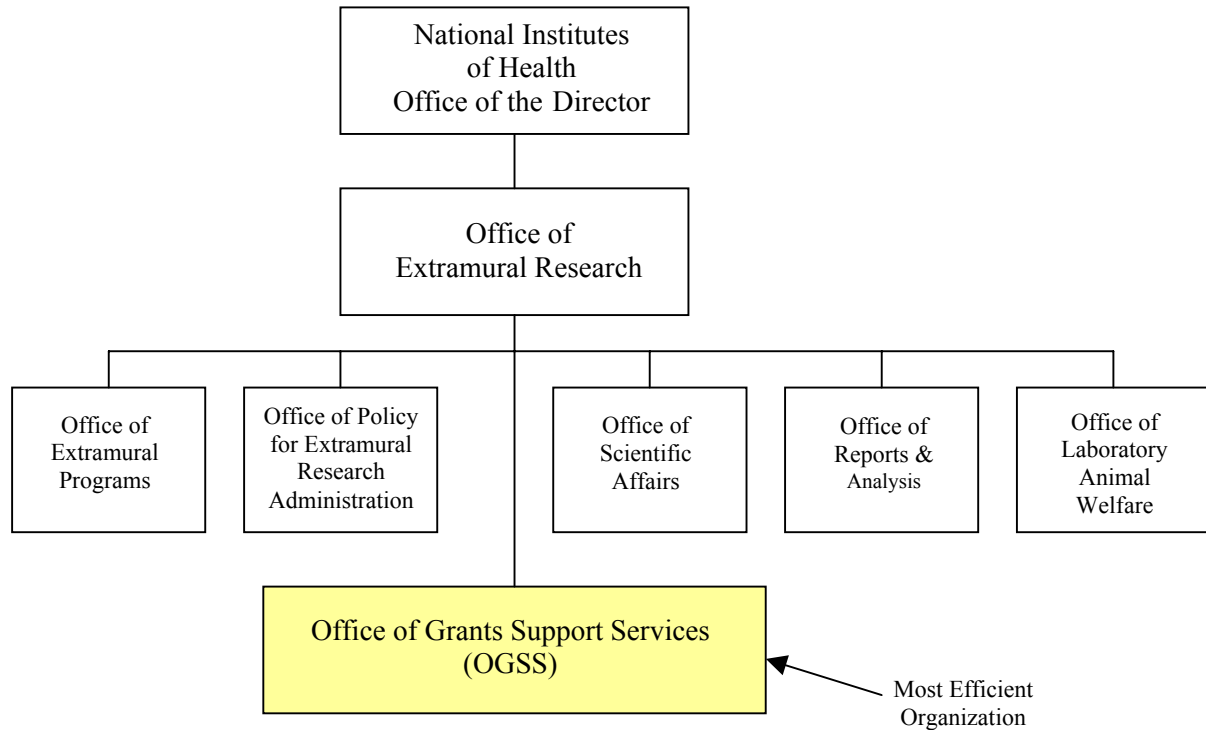 National Institutes
of Health
Office of the Director
Office of
Extramural Research
Office of
Extramural
Programs
Office of Policy
for Extramural
Research
Administration
Office of
Scientific
Affairs
Office of
Reports &
Analysis
Office of
Laboratory
Animal
Welfare
Office of Grants Support Services
(OGSS)
Most Efficient
Organization